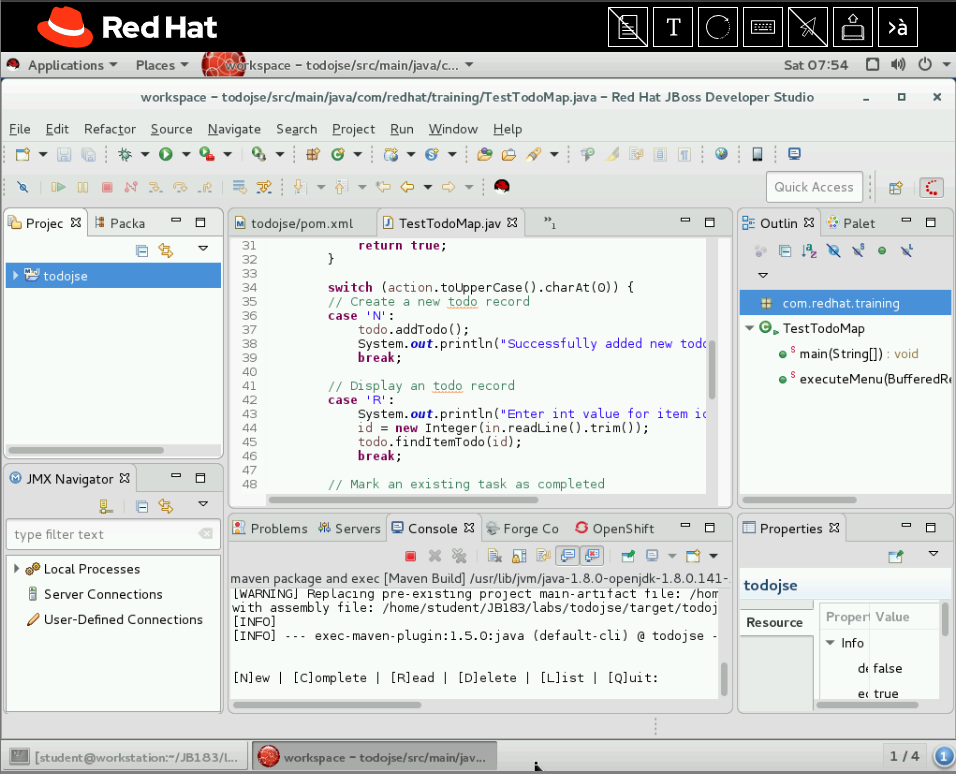 Red Hat
T
›à
Applications
Places
workspace – todojse/src/main/java/c...
Sat 07:54
workspace – todojse/src/main/java/com/redhat/training/TestTodoMap.java – Red Hat JBoss Developer Studio
File Edit Refactor Source Navigate Search Project Run Window Help
Quick Access
Projec
Packa
todojse
todojse/pom.xml
TestTodoMap.jav
»1
31 return true;
32 }
33
34 switch (action.toUpperCase().charAt(0)) {
35 // Create a new todo record
36 case 'N':
37 todo.addTodo();
38 System.out.println("Successfully added new todo
39 break;
40
41 // Display an todo record
42 case 'R':
43 System.out.println("Enter int value for item id
44 id = new Integer(in.readLine().trim());
45 todo.findItemTodo(id);
46 break;
47
48 // Mark an existing task as completed
Outlin
Palet
com.redhat.training
TestTodoMap
main(String[]) : void
executeMenu(BufferedRe
JMX Navigator
type filter text
Local Processes
Server Connections
User-Defined Connections
Problems
Servers
Console
Forge Co
OpenShift
maven package and exec [Maven Build] /usr/lib/jvm/java-1.8.0-openjdk-1.8.0.141-
[WARNING] Replacing pre-existing project main-artifact file: /hom
with assembly file: /home/student/JB183/labs/todojse/target/todoj
[INFO]
[INFO] --- exec-maven-plugin:1.5.0:java (default-cli) @ todojse -
[N]ew | [C]omplete | [R]ead | [D]elete | [L]ist | [Q]uit:
Properties
todojse
Resource
Propert Value
Info
de false
ec true
[student@workstation:~/JB183/l...
workspace – todojse/src/main/jav...
1 / 4
1